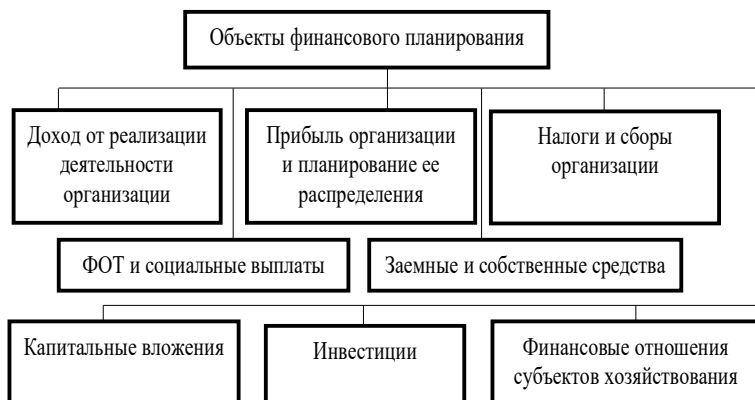 Объекты финансового планирования
Доход от реализации
деятельности
организации
Прибыль организации
и планирование ее
распределения
Налоги и сборы
организации
ФОТ и социальные выплаты
Заемные и собственные средства
Капитальные вложения
Инвестиции
Финансовые отношения
субъектов хозяйствования